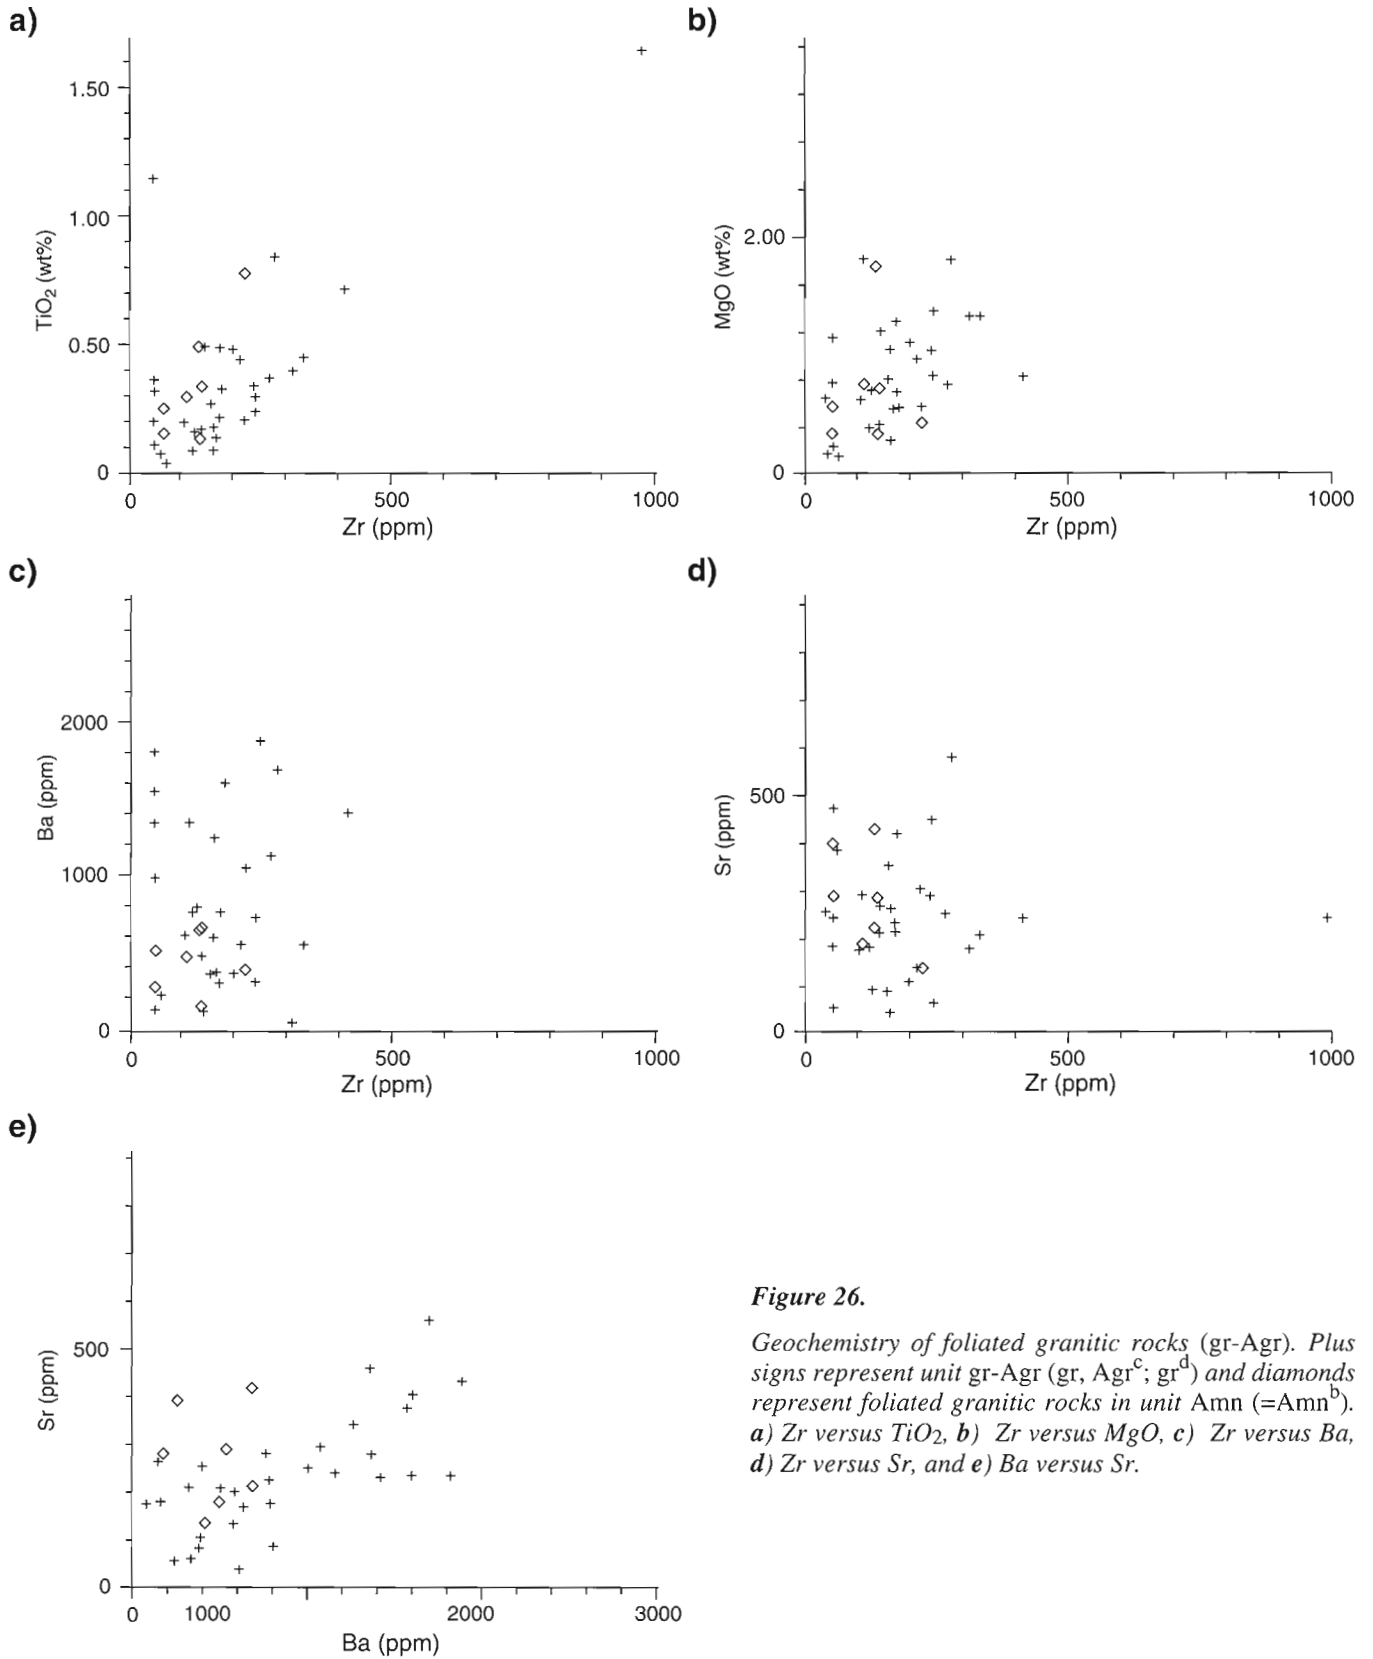 a)
1.50
1.00
0.50
0
TiO2 (wt%)
0 500 1000
Zr (ppm)
b)
2.00
0
MgO (wt%)
0 500 1000
Zr (ppm)
c)
2000
1000
0
Ba (ppm)
0 500 1000
Zr (ppm)
d)
500
0
Sr (ppm)
0 500 1000
Zr (ppm)
e)
500
0
Sr (ppm)
0 1000 2000 3000
Ba (ppm)
Figure 26.
Geochemistry of foliated granitic rocks (gr-Agr). Plus
signs represent unit gr-Agr (gr, Agrc; grd) and diamonds
represent foliated granitic rocks in unit Amn (=Amnb).
a) Zr versus TiO2, b) Zr versus MgO, c) Zr versus Ba,
d) Zr versus Sr, and e) Ba versus Sr.